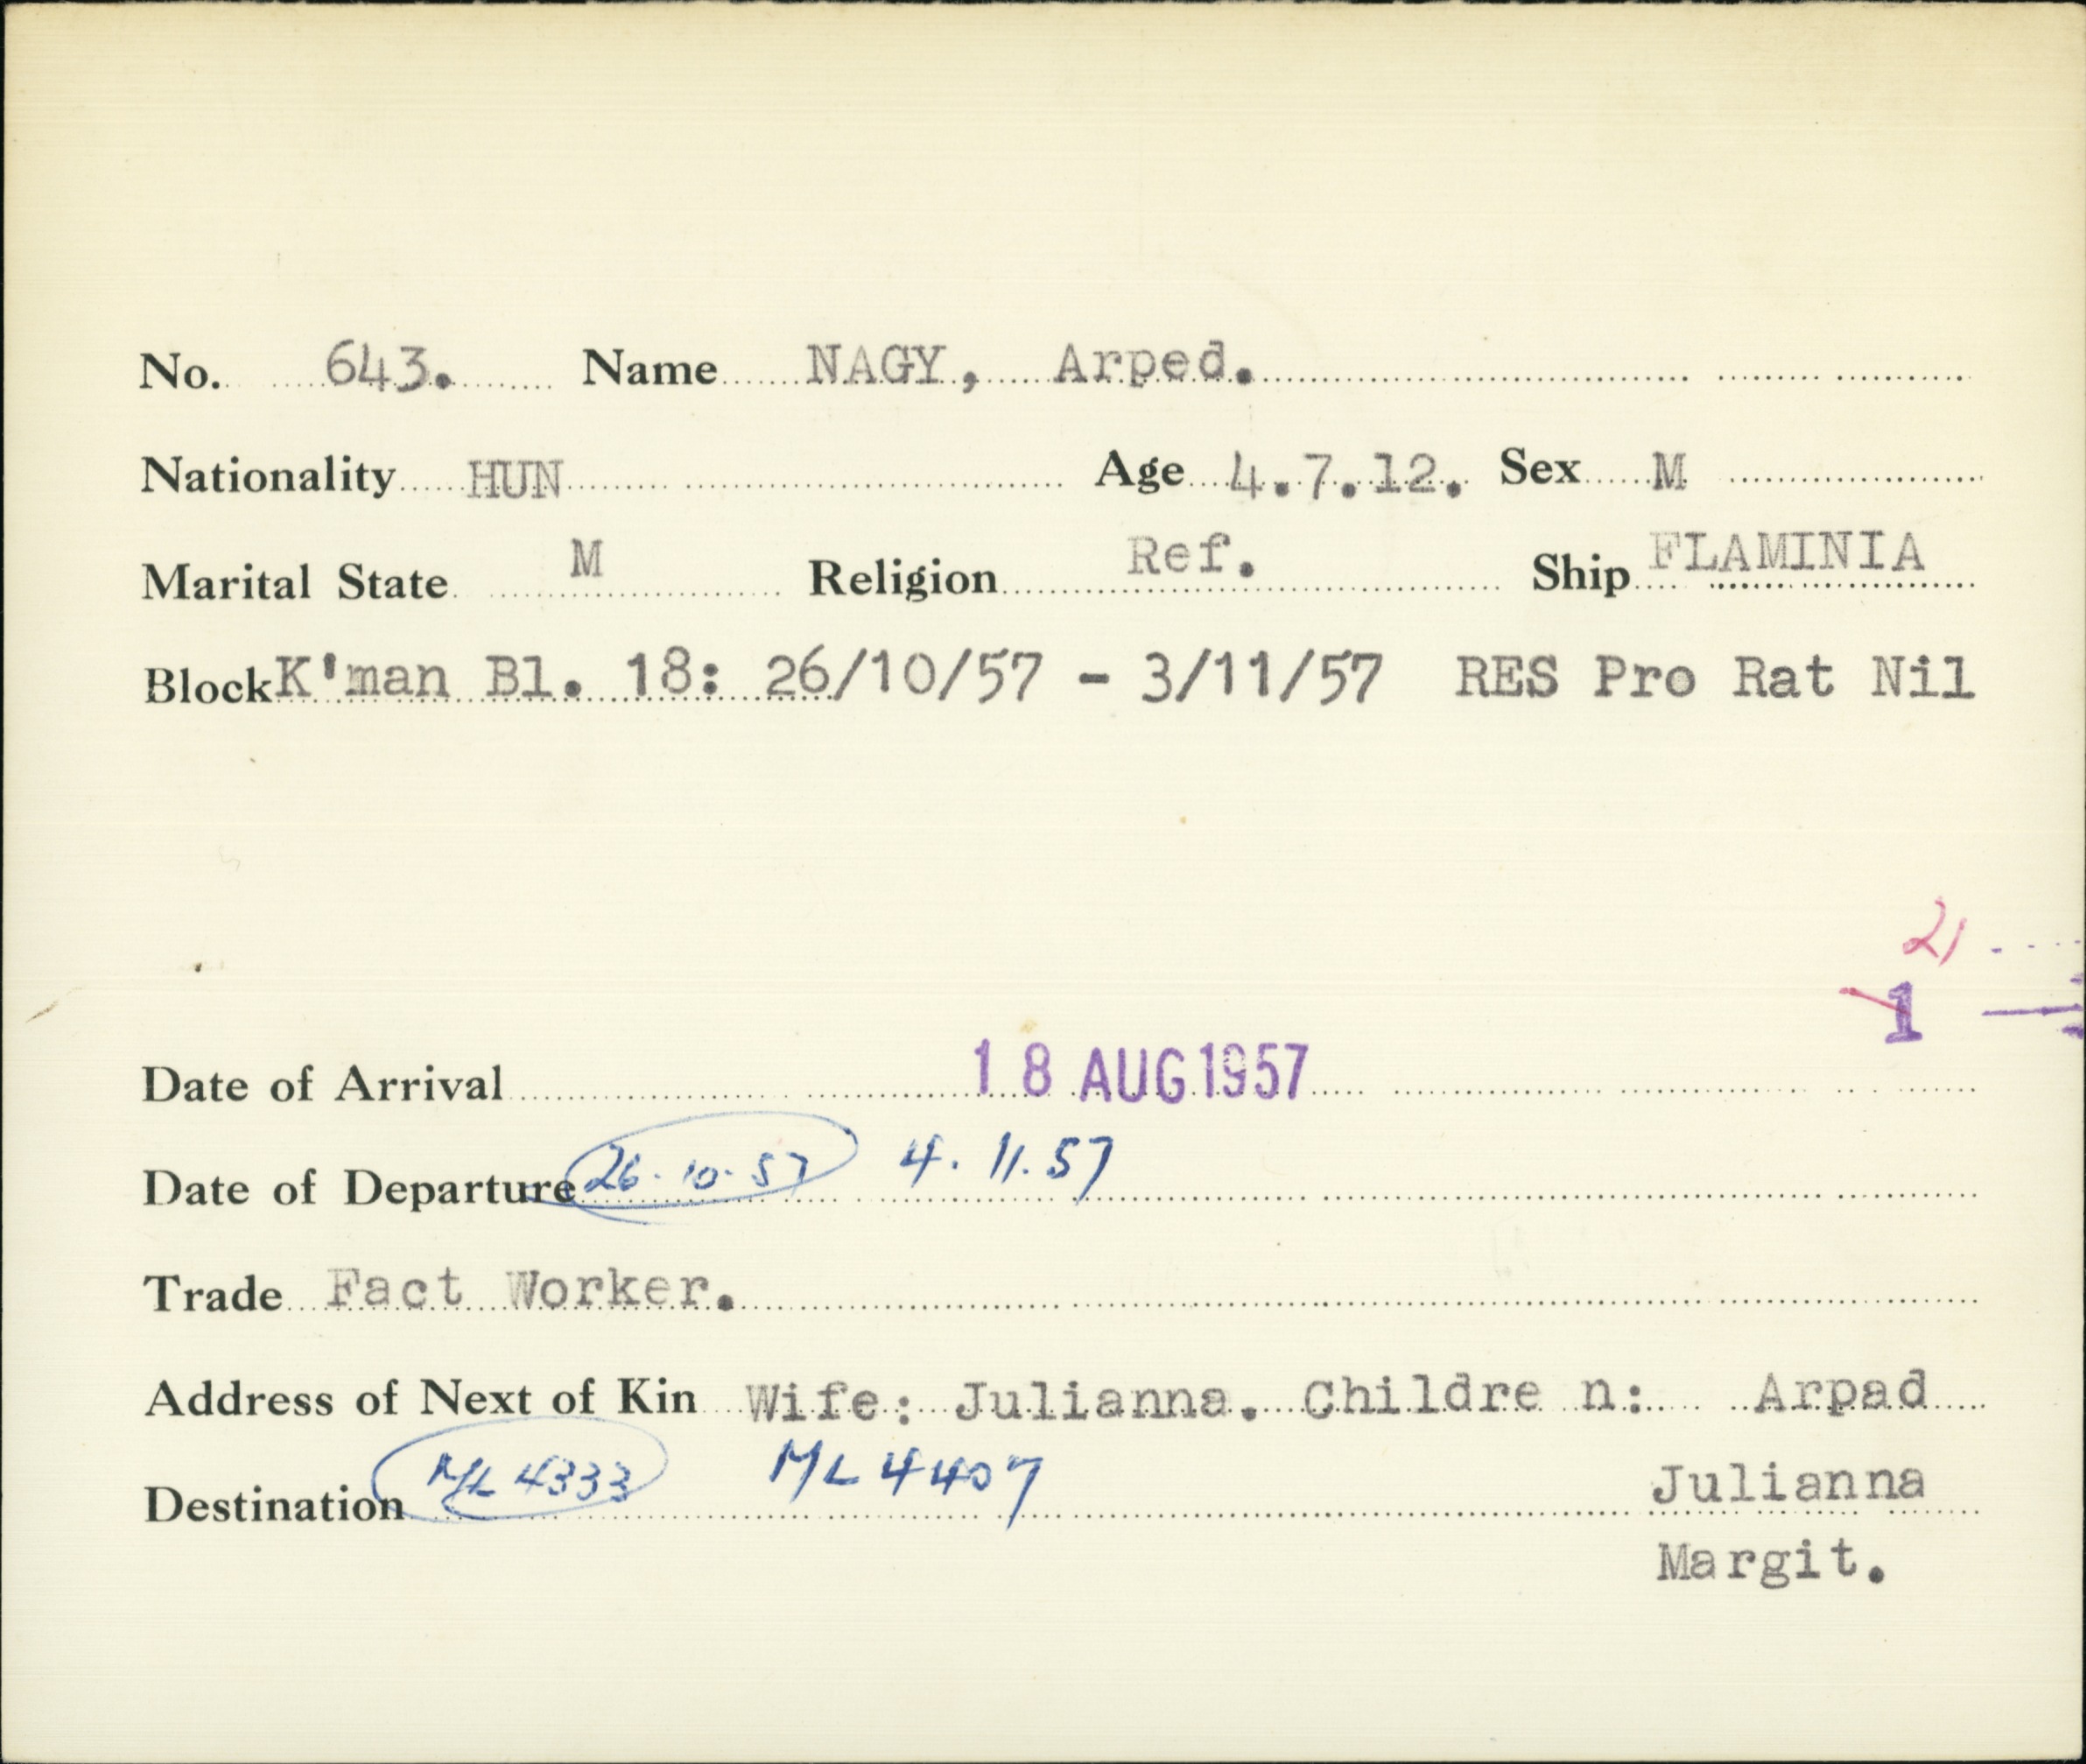 No. 643. Name NAGY, Arped.
Nationality HUN Age 4.7.12. Sex M
Marital State M Religion Ref. Ship FLAMINIA
Block K'man Bl. 18: 26/10/57 - 3/11/57 RES Pro Rat Nil
2)
1
Date of Arrival 18 AUG 1957
Date of Departure 26.10.57 4.11.57
Trade Fact Worker.
Address of Next of Kin Wife: Julianna. Childre n: Arpad
Destination ML 4333 ML 4407 Julianna
Margit.